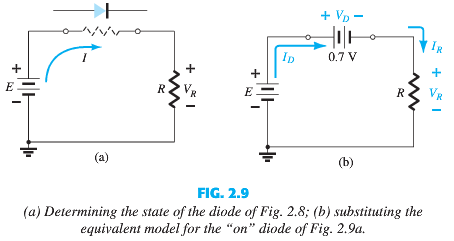 + V_D −
I
I_D
0.7 V
I_R
+
E
−
R
+
V_R
−
+
E
−
R
+
V_R
−
(a)
(b)
FIG. 2.9
(a) Determining the state of the diode of Fig. 2.8; (b) substituting the
equivalent model for the “on” diode of Fig. 2.9a.